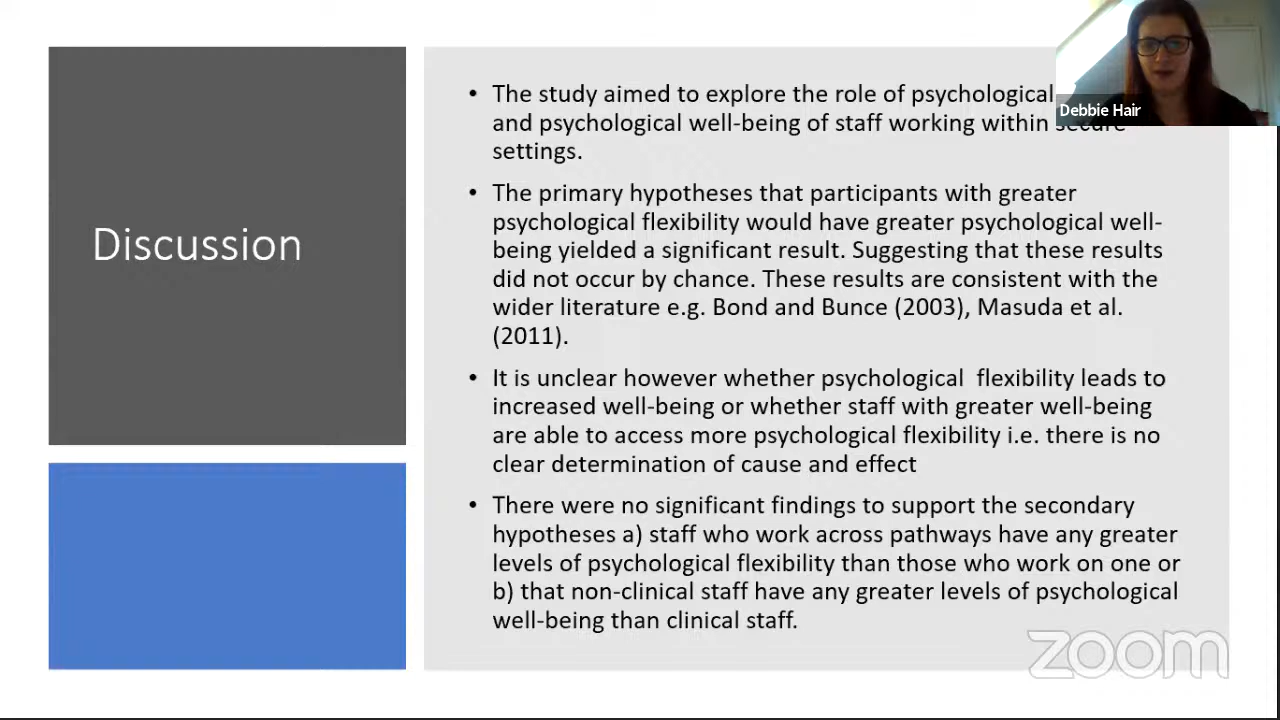 Discussion
• The study aimed to explore the role of psychological
and psychological well-being of staff working within secure
settings.
• The primary hypotheses that participants with greater
psychological flexibility would have greater psychological well-
being yielded a significant result. Suggesting that these results
did not occur by chance. These results are consistent with the
wider literature e.g. Bond and Bunce (2003), Masuda et al.
(2011).
• It is unclear however whether psychological  flexibility leads to
increased well-being or whether staff with greater well-being
are able to access more psychological flexibility i.e. there is no
clear determination of cause and effect
• There were no significant findings to support the secondary
hypotheses a) staff who work across pathways have any greater
levels of psychological flexibility than those who work on one or
b) that non-clinical staff have any greater levels of psychological
well-being than clinical staff.
Debbie Hair
zoom